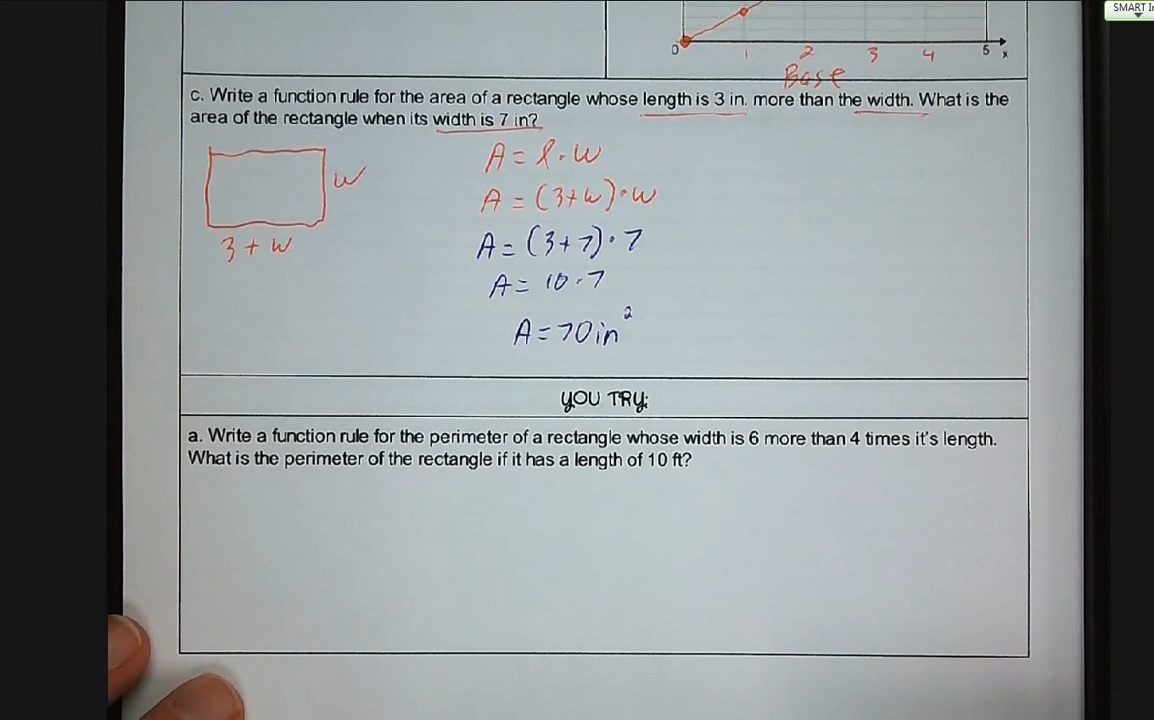 SMART In
0 1 2 3 4 5 x
Base
c. Write a function rule for the area of a rectangle whose length is 3 in. more than the width. What is the
area of the rectangle when its width is 7 in?
A = l · w
w
A = (3+w) · w
3 + w
A = (3+7) · 7
A = 10 · 7
A = 70 in²
YOU TRY:
a. Write a function rule for the perimeter of a rectangle whose width is 6 more than 4 times it's length.
What is the perimeter of the rectangle if it has a length of 10 ft?